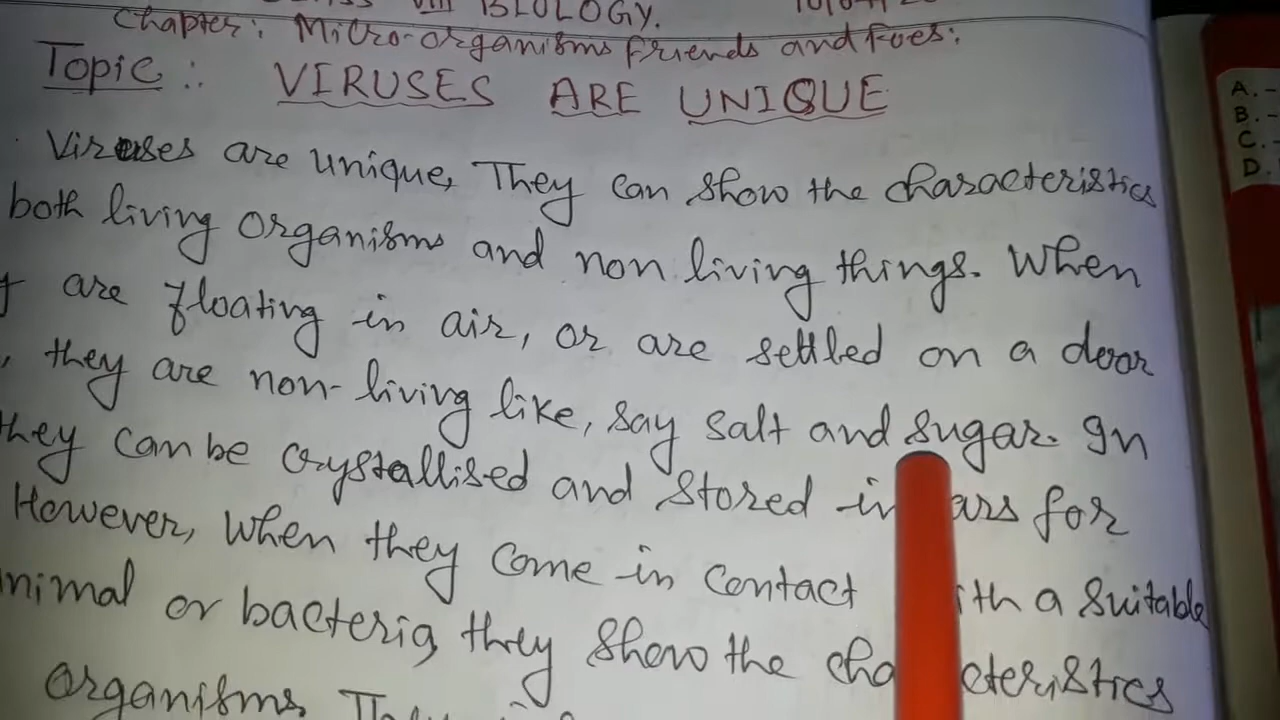 VIII BIOLOGY.
Chapter: Micro-organisms friends and Foes:
Topic: VIRUSES ARE UNIQUE
Viruses are unique, They can show the characteristics
both living organisms and non living things. When
are floating in air, or are settled on a door
, they are non-living like, say salt and sugar. In
they can be crystallised and stored in for
However, when they come in contact a suitable
or bacteria, they show the
organisms.
A. -
B. -
C. -
D.